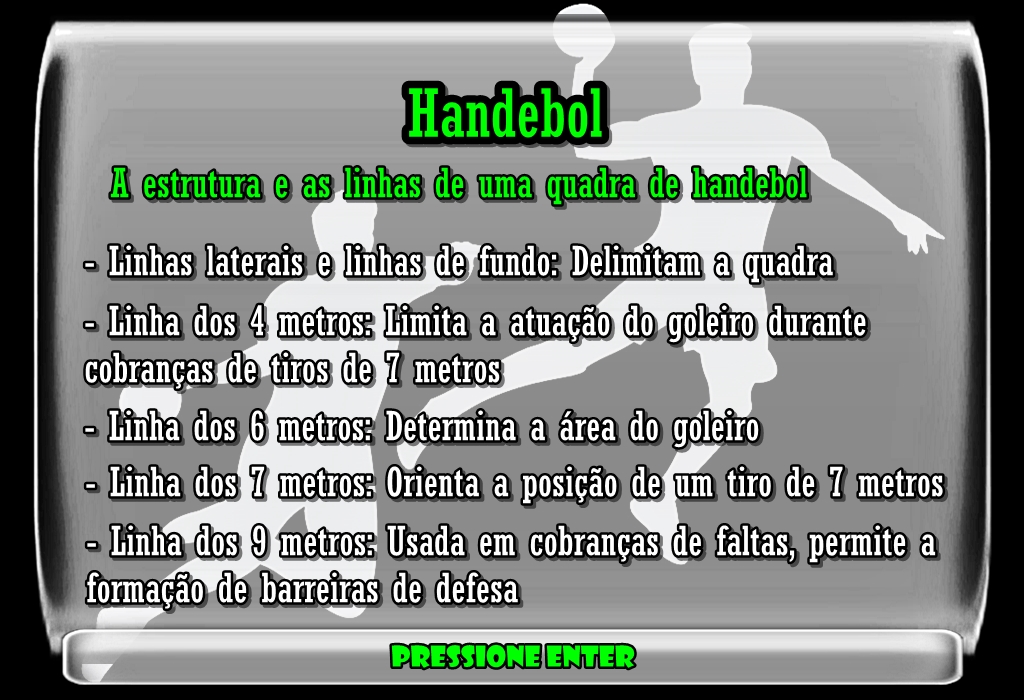 Handebol
A estrutura e as linhas de uma quadra de handebol
- Linhas laterais e linhas de fundo: Delimitam a quadra
- Linha dos 4 metros: Limita a atuação do goleiro durante
cobranças de tiros de 7 metros
- Linha dos 6 metros: Determina a área do goleiro
- Linha dos 7 metros: Orienta a posição de um tiro de 7 metros
- Linha dos 9 metros: Usada em cobranças de faltas, permite a
formação de barreiras de defesa
PRESSIONE ENTER